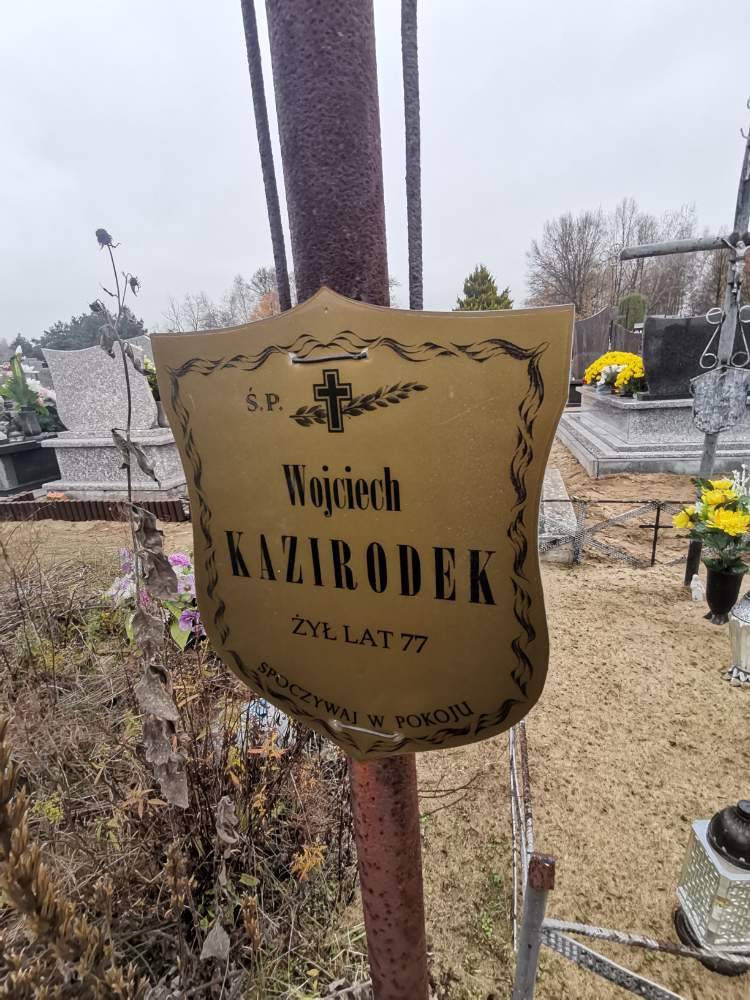 Ś.P.
Wojciech
KAZIRODEK
ŻYŁ LAT 77
SPOCZYWAJ W POKOJU